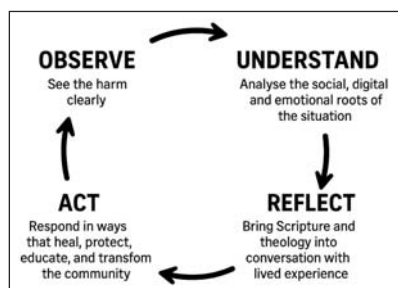 OBSERVE
See the harm
clearly
UNDERSTAND
Analyse the social, digital
and emotional roots of
the situation
REFLECT
Bring Scripture and
theology into
conversation with
lived experience
ACT
Respond in ways
that heal, protect,
educate, and transfom
the community